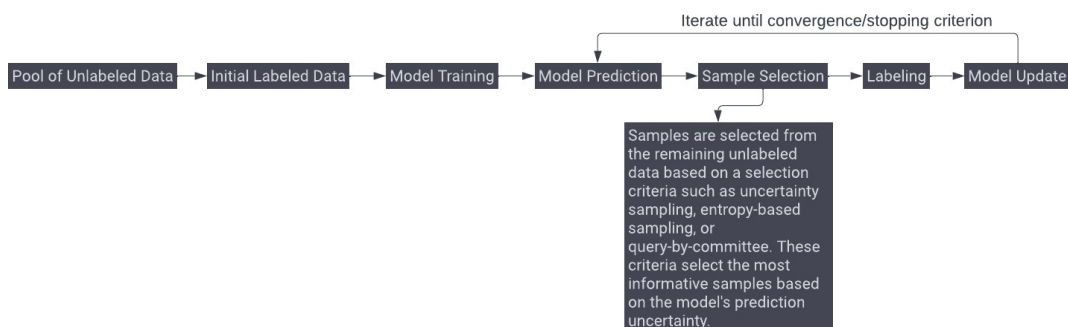 Iterate until convergence/stopping criterion
Pool of Unlabeled Data
Initial Labeled Data
Model Training
Model Prediction
Sample Selection
Labeling
Model Update
Samples are selected from
the remaining unlabeled
data based on a selection
criteria such as uncertainty
sampling, entropy-based
sampling, or
query-by-committee. These
criteria select the most
informative samples based
on the model's prediction
uncertainty.